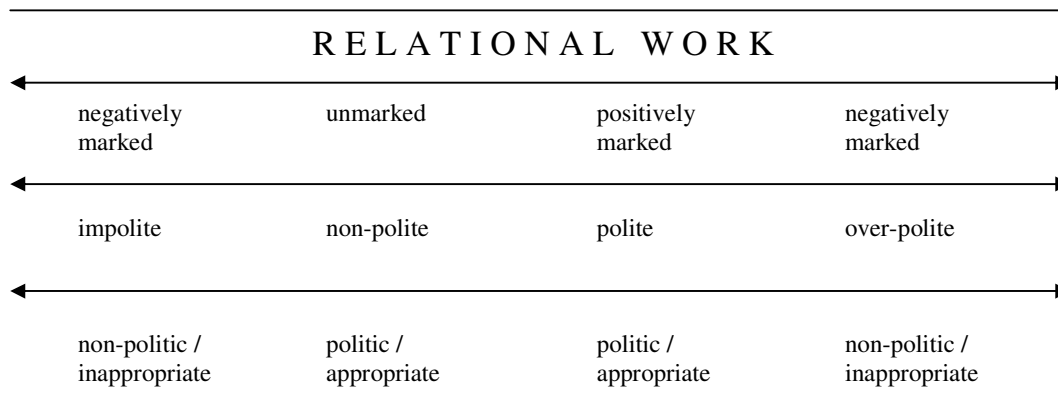 RELATIONAL WORK
negatively marked
unmarked
positively marked
negatively marked
impolite
non-polite
polite
over-polite
non-politic / inappropriate
politic / appropriate
politic / appropriate
non-politic / inappropriate